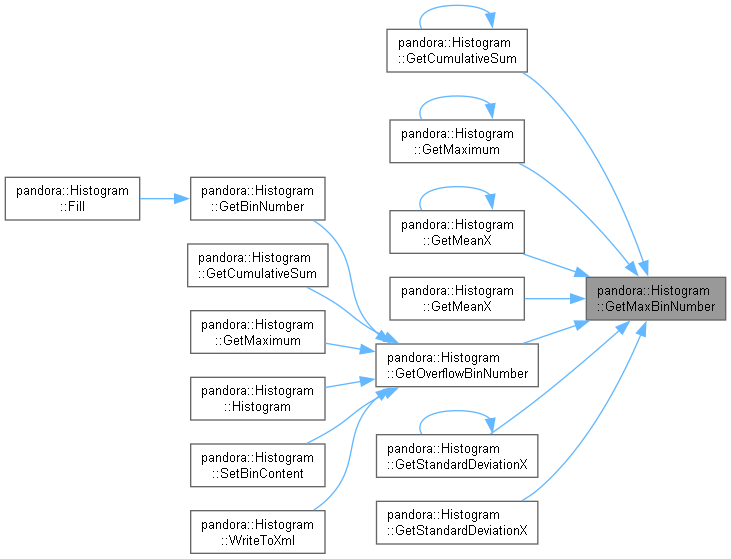 pandora::Histogram
::GetCumulativeSum
pandora::Histogram
::GetMaximum
pandora::Histogram
::Fill
pandora::Histogram
::GetBinNumber
pandora::Histogram
::GetMeanX
pandora::Histogram
::GetCumulativeSum
pandora::Histogram
::GetMeanX
pandora::Histogram
::GetMaxBinNumber
pandora::Histogram
::GetMaximum
pandora::Histogram
::GetOverflowBinNumber
pandora::Histogram
::Histogram
pandora::Histogram
::SetBinContent
pandora::Histogram
::GetStandardDeviationX
pandora::Histogram
::WriteToXml
pandora::Histogram
::GetStandardDeviationX